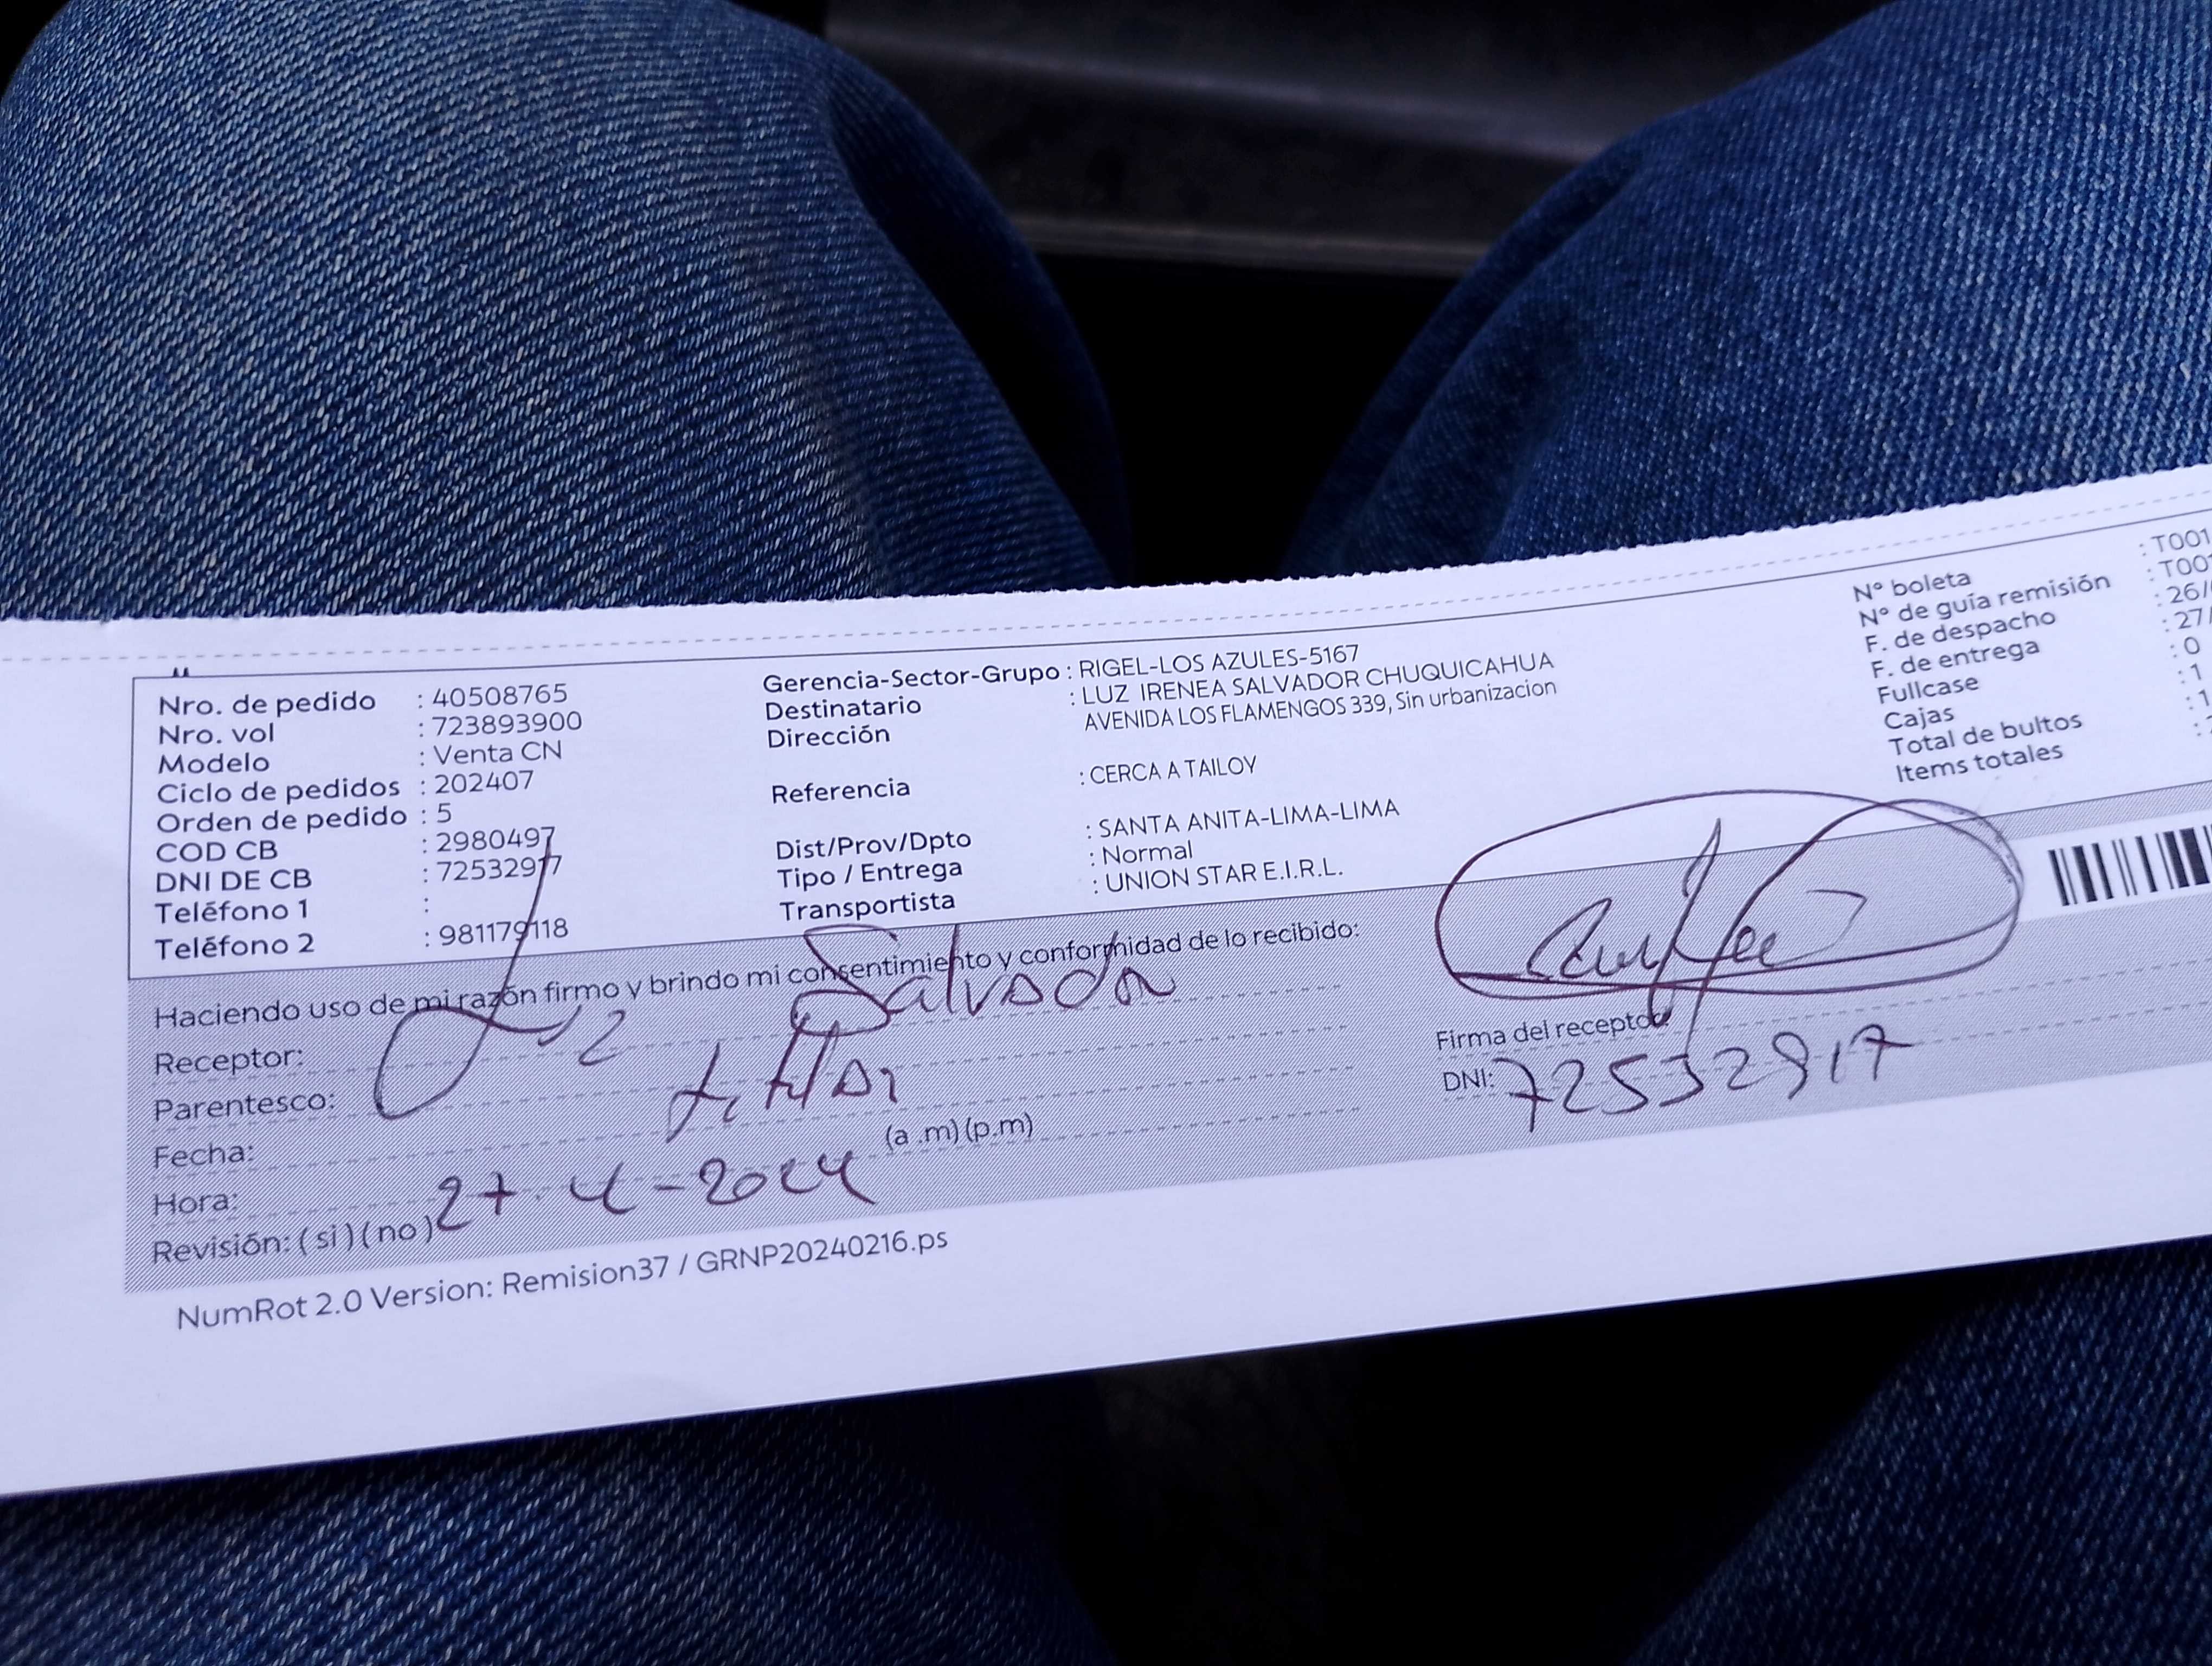 Nro. de pedido : 40508765
Nro. vol : 723893900
Modelo : Venta CN
Ciclo de pedidos : 202407
Orden de pedido : 5
COD CB : 2980497
DNI DE CB : 72532917
Teléfono 1 :
Teléfono 2 : 981179118
Gerencia-Sector-Grupo : RIGEL-LOS AZULES-5167
Destinatario : LUZ IRENEA SALVADOR CHUQUICAHUA
Dirección AVENIDA LOS FLAMENGOS 339, Sin urbanizacion
Referencia : CERCA A TAILOY
Dist/Prov/Dpto : SANTA ANITA-LIMA-LIMA
Tipo / Entrega : Normal
Transportista : UNION STAR E.I.R.L.
N° boleta : T001
N° de guía remisión : T00
F. de despacho : 26/
F. de entrega : 27/
Fullcase : 0
Cajas : 1
Total de bultos : 1
Items totales :
Haciendo uso de mi razón firmo y brindo mi consentimiento y conformidad de lo recibido:
Receptor: Salvador
Parentesco:
Fecha:
Hora: (a .m) (p.m)
Revisión: ( si ) ( no ) 27-4-2024
Firma del receptor:
DNI: 72532917
NumRot 2.0 Version: Remision37 / GRNP20240216.ps